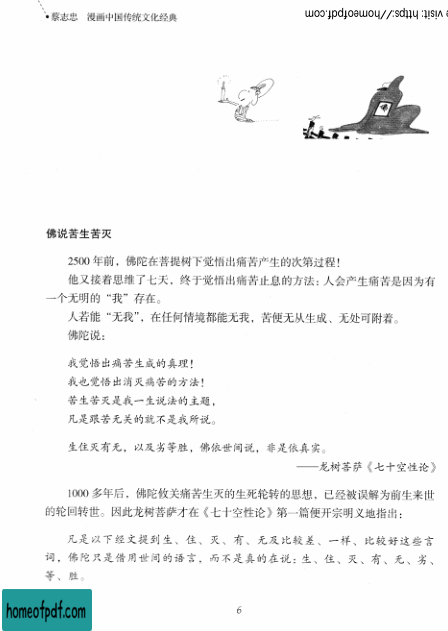 蔡志忠 漫画中国传统文化经典
visit: https://homeofpdf.com
佛说苦生苦灭
2500 年前，佛陀在菩提树下觉悟出痛苦产生的次第过程！
他又接着思维了七天，终于觉悟出痛苦止息的方法：人会产生痛苦是因为有
一个无明的“我”存在。
人若能“无我”，在任何情境都能无我，苦便无从生成、无处可附着。
佛陀说：
我觉悟出痛苦生成的真理！
我也觉悟出消灭痛苦的方法！
苦生苦灭是我一生说法的主题，
凡是跟苦无关的就不是我所说。
生住灭有无，以及劣等胜，佛依世间说，非是依真实。
——龙树菩萨《七十空性论》
1000 多年后，佛陀攸关痛苦生灭的生死轮转的思想，已经被误解为前生来世
的轮回转世。因此龙树菩萨才在《七十空性论》第一篇便开宗明义地指出：
凡是以下经文提到生、住、灭、有、无及比较差、一样、比较好这些言
词，佛陀只是借用世间的语言，而不是真的在说：生、住、灭、有、无、劣、
等、胜。
6
homeofpdf.com